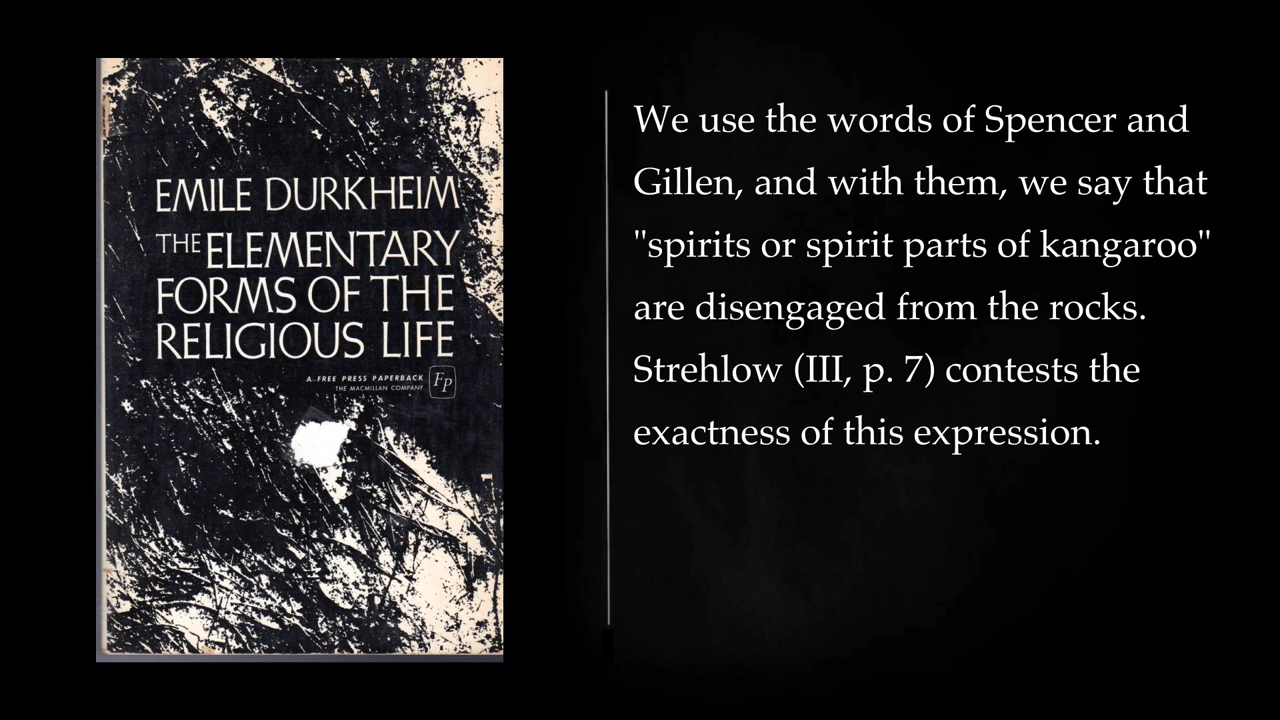 EMILE DURKHEIM
THE ELEMENTARY
FORMS OF THE
RELIGIOUS LIFE
A FREE PRESS PAPERBACK
THE MACMILLAN COMPANY
Fp
We use the words of Spencer and
Gillen, and with them, we say that
"spirits or spirit parts of kangaroo"
are disengaged from the rocks.
Strehlow (III, p. 7) contests the
exactness of this expression.